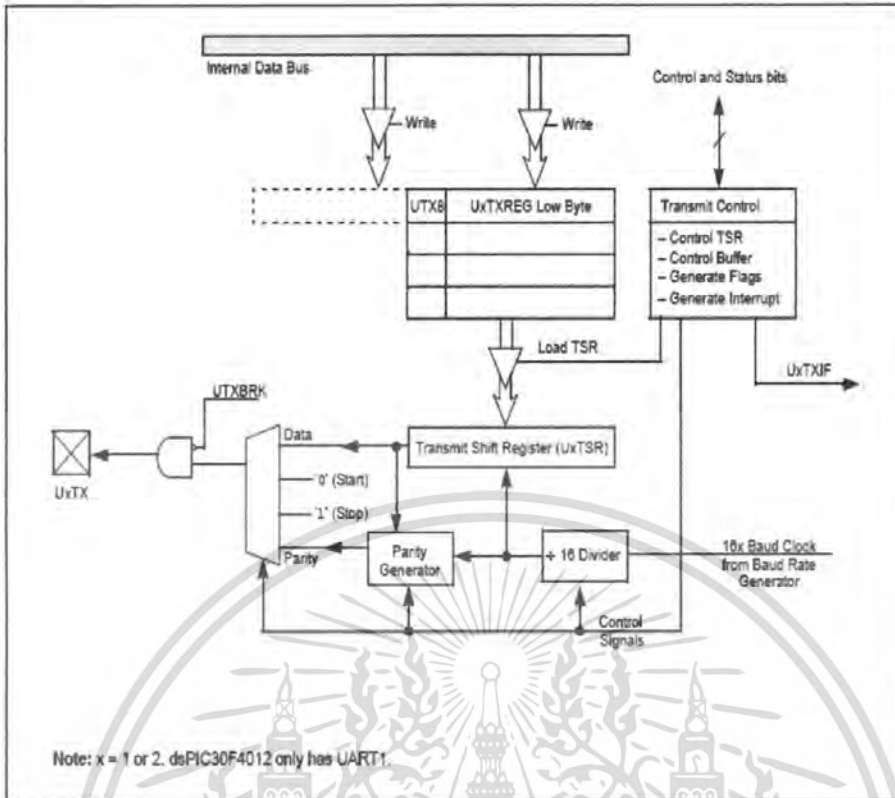 Internal Data Bus
Control and Status bits
Write
Write
UTX8
UxTXREG Low Byte
Transmit Control
– Control TSR
– Control Buffer
– Generate Flags
– Generate Interrupt
Load TSR
UxTXIF
UTXBRK
Data
Transmit Shift Register (UxTSR)
UxTX
'0' (Start)
'1' (Stop)
Parity
Parity
Generator
÷ 16 Divider
16x Baud Clock
from Baud Rate
Generator
Control
Signals
Note: x = 1 or 2. dsPIC30F4012 only has UART1.